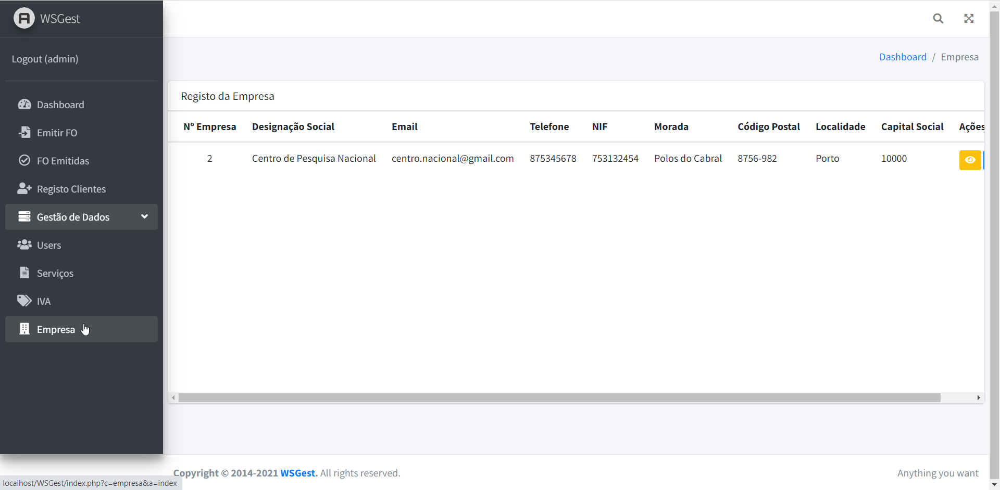 WSGest
Logout (admin)
Dashboard
Emitir FO
FO Emitidas
Registo Clientes
Gestão de Dados
Users
Serviços
IVA
Empresa
Dashboard / Empresa
Registo da Empresa
Nº Empresa Designação Social Email Telefone NIF Morada Código Postal Localidade Capital Social Ações
2 Centro de Pesquisa Nacional centro.nacional@gmail.com 875345678 753132454 Polos do Cabral 8756-982 Porto 10000
Copyright © 2014-2021 WSGest. All rights reserved.
Anything you want
localhost/WSGest/index.php?c=empresa&a=index